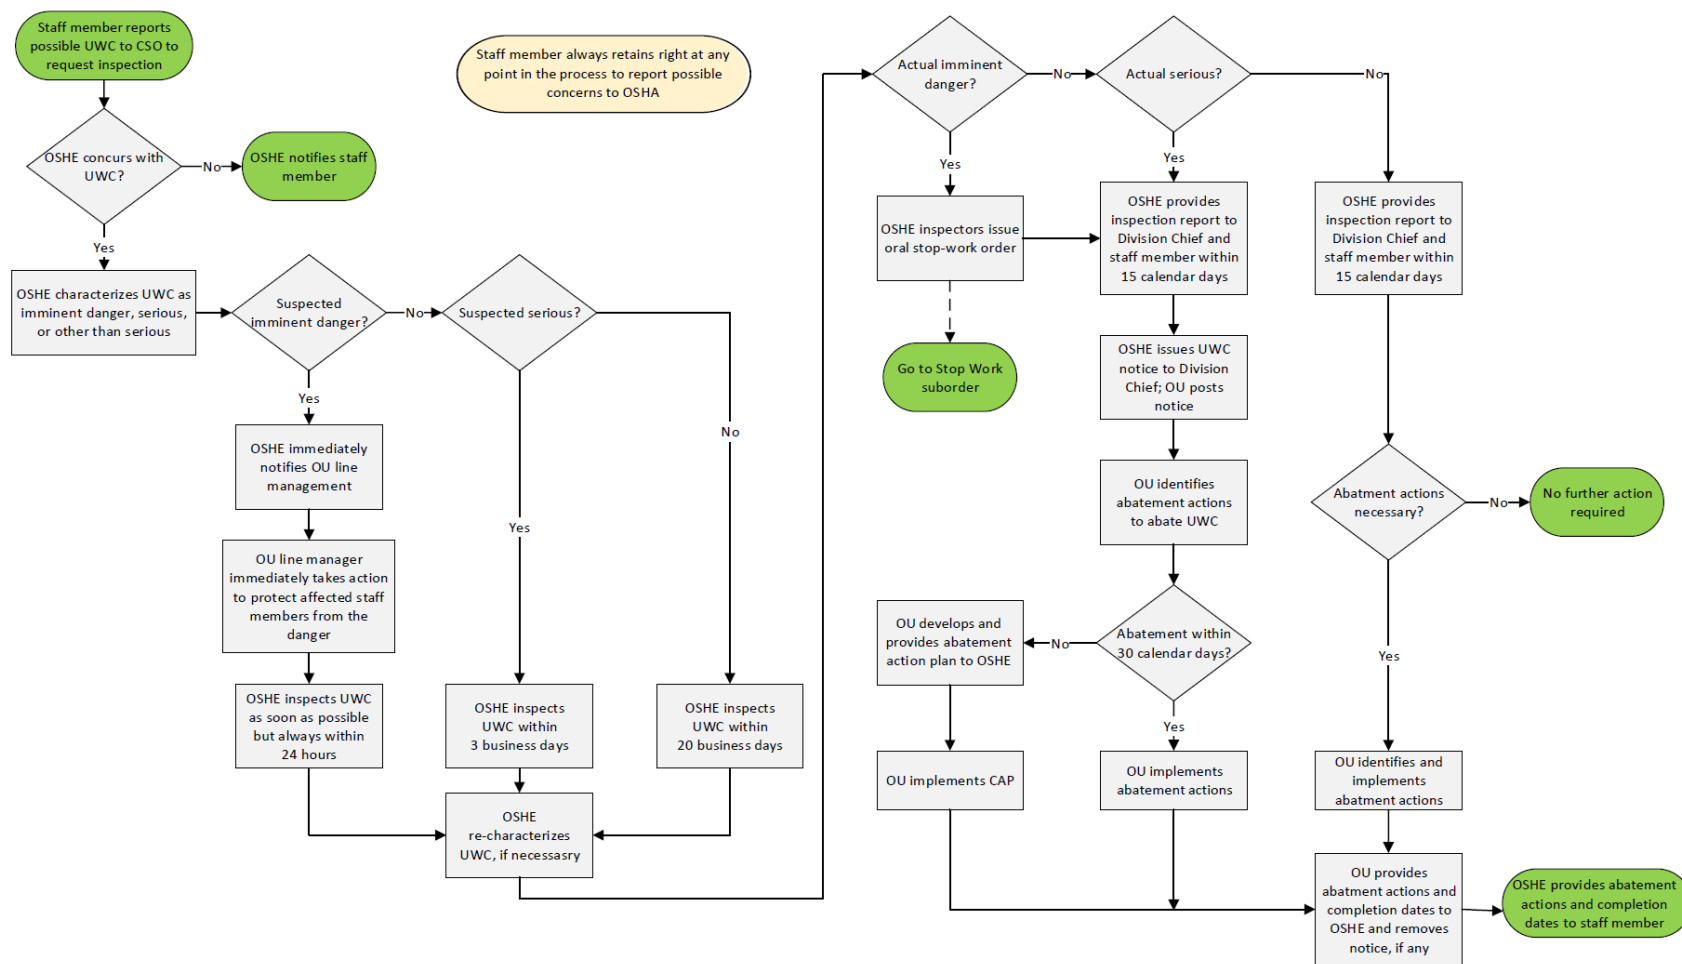 Staff member reports
possible UWC to CSO to
request inspection
Staff member always retains right at any
point in the process to report possible
concerns to OSHA
OSHE concurs with
UWC?
No
OSHE notifies staff
member
Yes
OSHE characterizes UWC as
imminent danger, serious,
or other than serious
Suspected
imminent danger?
No
Suspected serious?
Yes
OSHE immediately
notifies OU line
management
OU line manager
immediately takes action
to protect affected staff
members from the
danger
OSHE inspects UWC
as soon as possible
but always within
24 hours
Yes
OSHE inspects
UWC within
3 business days
No
OSHE inspects
UWC within
20 business days
OSHE
re-characterizes
UWC, if necessasry
Actual imminent
danger?
No
Actual serious?
No
Yes
OSHE inspectors issue
oral stop-work order
Go to Stop Work
suborder
Yes
OSHE provides
inspection report to
Division Chief and
staff member within
15 calendar days
OSHE issues UWC
notice to Division
Chief; OU posts
notice
OU identifies
abatement actions
to abate UWC
Abatement within
30 calendar days?
No
OU develops and
provides abatement
action plan to OSHE
OU implements CAP
Yes
OU implements
abatement actions
OSHE provides
inspection report to
Division Chief and
staff member within
15 calendar days
Abatment actions
necessary?
No
No further action
required
Yes
OU identifies and
implements
abatment actions
OU provides
abatment actions and
completion dates to
OSHE and removes
notice, if any
OSHE provides abatement
actions and completion
dates to staff member